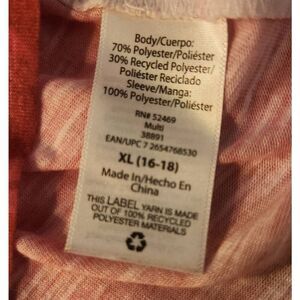 Body/Cuerpo:
70% Polyester/Poliéster
30% Recycled Polyester/
Poliéster Reciclado
Sleeve/Manga:
100% Polyester/Poliéster
RN# 52469
Multi
38891
EAN/UPC 7 2654768530
XL (16-18)
Made In/Hecho En
China
THIS LABEL YARN IS MADE
OUT OF 100% RECYCLED
POLYESTER MATERIALS